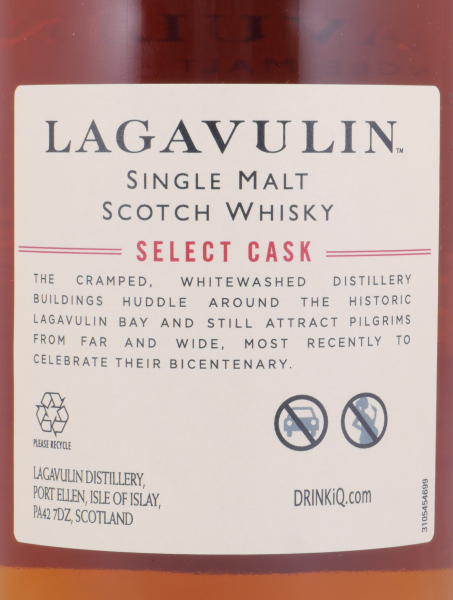 LAGAVULIN™
SINGLE MALT
SCOTCH WHISKY
SELECT CASK
THE CRAMPED, WHITEWASHED DISTILLERY
BUILDINGS HUDDLE AROUND THE HISTORIC
LAGAVULIN BAY AND STILL ATTRACT PILGRIMS
FROM FAR AND WIDE, MOST RECENTLY TO
CELEBRATE THEIR BICENTENARY.
PLEASE RECYCLE
LAGAVULIN DISTILLERY,
PORT ELLEN, ISLE OF ISLAY,
PA42 7DZ, SCOTLAND
DRINKiQ.com
3105454699